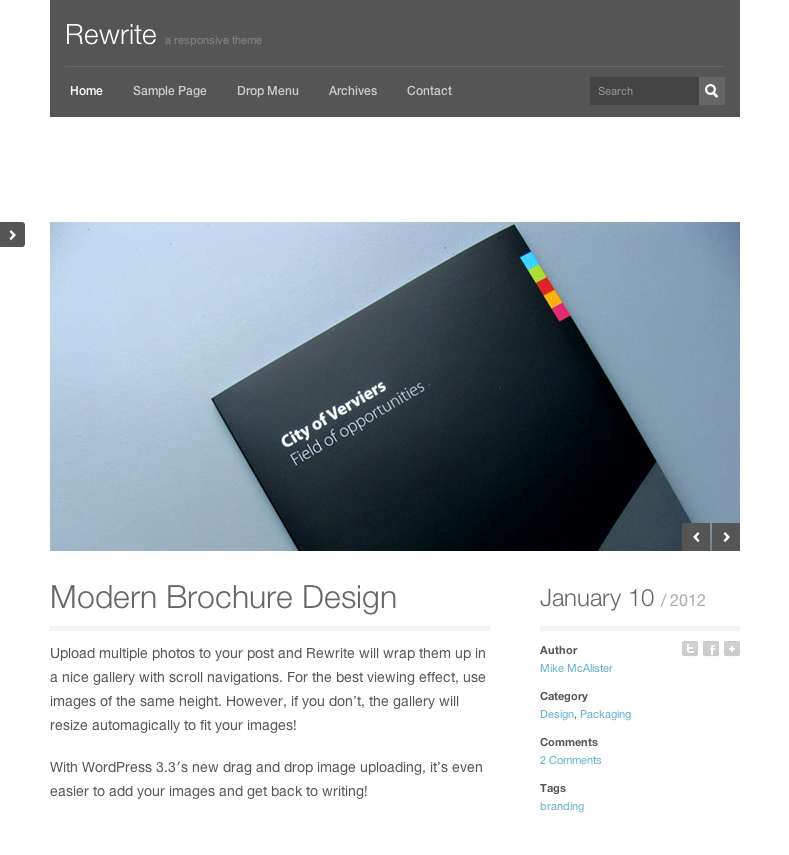 Rewrite a responsive theme
Home Sample Page Drop Menu Archives Contact Search
City of Verviers
Field of opportunities
Modern Brochure Design
Upload multiple photos to your post and Rewrite will wrap them up in
a nice gallery with scroll navigations. For the best viewing effect, use
images of the same height. However, if you don’t, the gallery will
resize automagically to fit your images!
With WordPress 3.3′s new drag and drop image uploading, it’s even
easier to add your images and get back to writing!
January 10 / 2012
Author
Mike McAlister
Category
Design, Packaging
Comments
2 Comments
Tags
branding